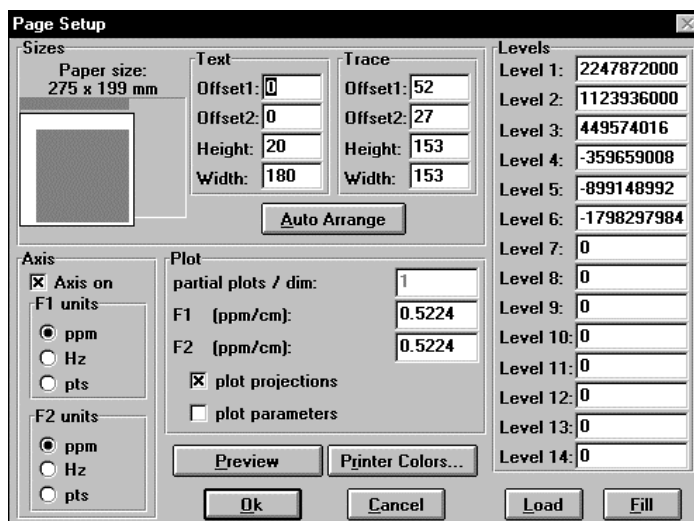 Page Setup
Sizes
Paper size:
275 x 199 mm
Text
Offset1: 0
Offset2: 0
Height: 20
Width: 180
Trace
Offset1: 52
Offset2: 27
Height: 153
Width: 153
Auto Arrange
Levels
Level 1: 2247872000
Level 2: 1123936000
Level 3: 449574016
Level 4: -359659008
Level 5: -899148992
Level 6: -1798297984
Level 7: 0
Level 8: 0
Level 9: 0
Level 10: 0
Level 11: 0
Level 12: 0
Level 13: 0
Level 14: 0
Axis
Axis on
F1 units
ppm
Hz
pts
F2 units
ppm
Hz
pts
Plot
partial plots / dim: 1
F1 (ppm/cm): 0.5224
F2 (ppm/cm): 0.5224
plot projections
plot parameters
Preview
Printer Colors...
Ok
Cancel
Load
Fill